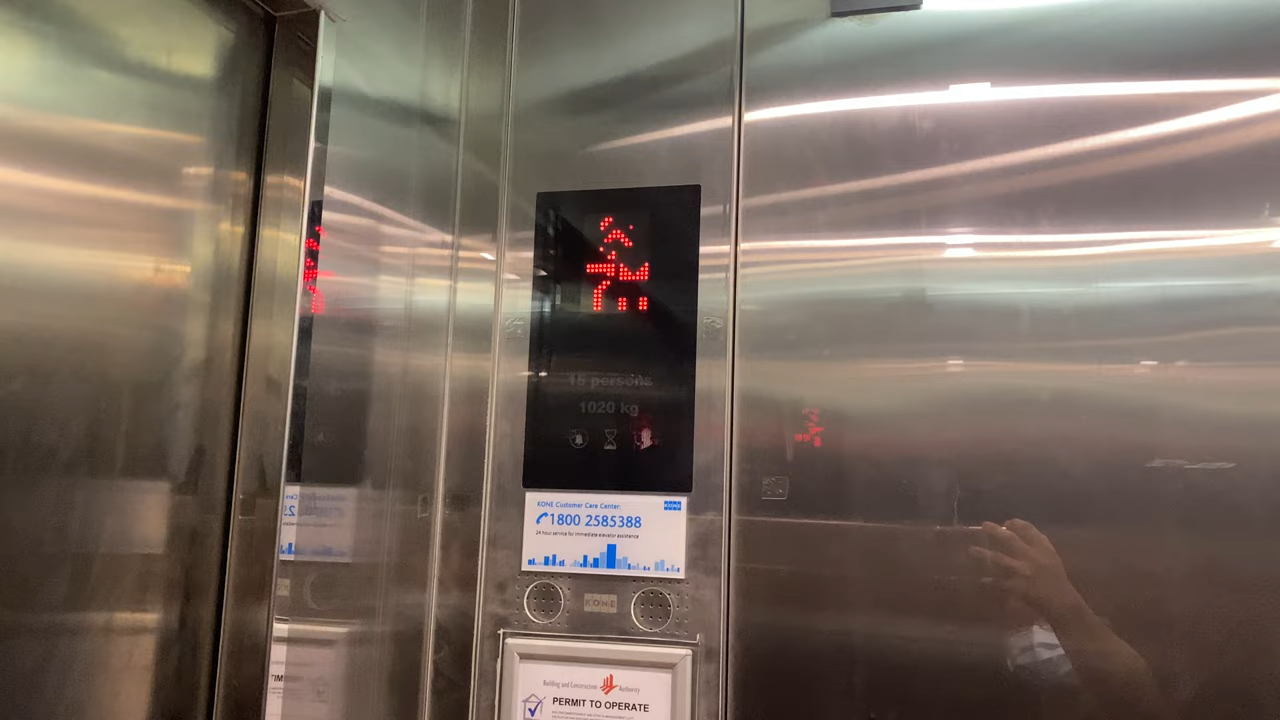 15 persons
1020 kg
KONE Customer Care Center:
KONE
1800 2585388
24 hour service for immediate elevator assistance
KONE
Building and Construction Authority
PERMIT TO OPERATE